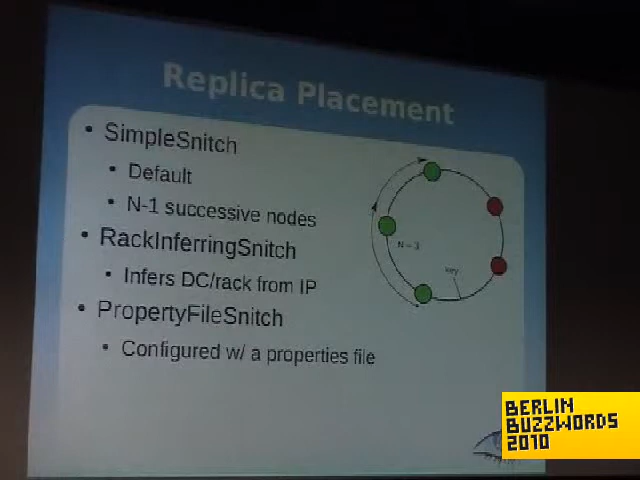 Replica Placement
• SimpleSnitch
• Default
• N-1 successive nodes
• RackInferringSnitch
• Infers DC/rack from IP
• PropertyFileSnitch
• Configured w/ a properties file
N = 3
key
BERLIN
BUZZWORDS
2010